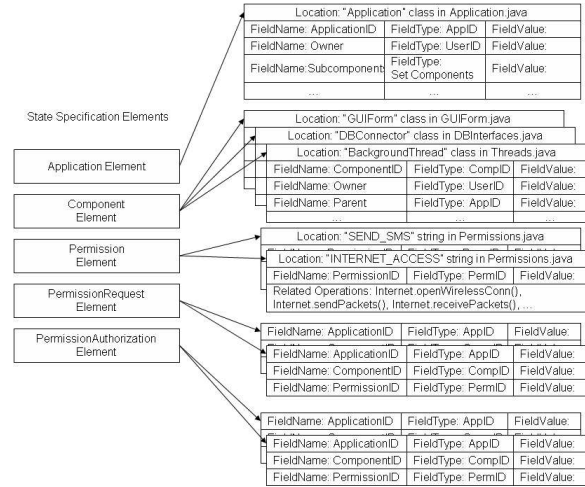 Location: "Application" class in Application.java
FieldName: ApplicationID FieldType: AppID FieldValue:
FieldName: Owner FieldType: UserID FieldValue:
FieldName:Subcomponents FieldType: Set Components FieldValue:
... ... ...
State Specification Elements
Application Element
Component Element
Permission Element
PermissionRequest Element
PermissionAuthorization Element
Location: "GUIForm" class in GUIForm.java
Location: "DBConnector" class in DBInterfaces.java
Location: "BackgroundThread" class in Threads.java
FieldName: ComponentID FieldType: CompID FieldValue:
FieldName: Owner FieldType: UserID FieldValue:
FieldName: Parent FieldType: AppID FieldValue:
... ... ...
Location: "SEND_SMS" string in Permissions.java
Location: "INTERNET_ACCESS" string in Permissions.java
FieldName: PermissionID FieldType: PermID FieldValue:
Related Operations: Internet.openWirelessConn(),
Internet.sendPackets(), Internet.receivePackets(), ...
FieldName: ApplicationID FieldType: AppID FieldValue:
FieldName: ApplicationID FieldType: AppID FieldValue:
FieldName: ComponentID FieldType: CompID FieldValue:
FieldName: PermissionID FieldType: PermID FieldValue:
FieldName: ApplicationID FieldType: AppID FieldValue:
FieldName: ApplicationID FieldType: AppID FieldValue:
FieldName: ComponentID FieldType: CompID FieldValue:
FieldName: PermissionID FieldType: PermID FieldValue: